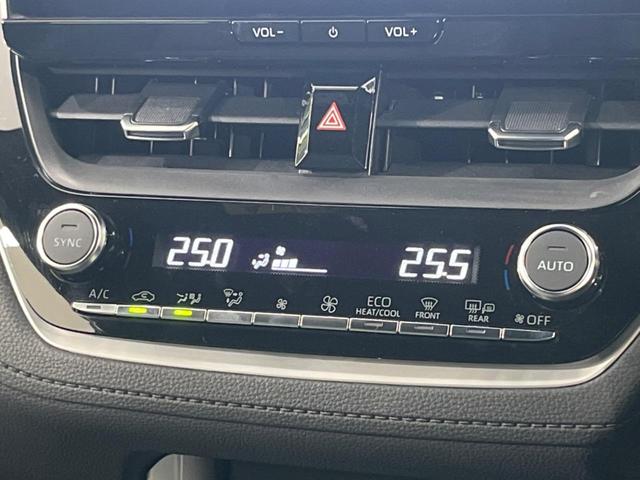 VOL- VOL+
SYNC 25.0 25.5 AUTO
A/C ECO HEAT/COOL FRONT REAR OFF